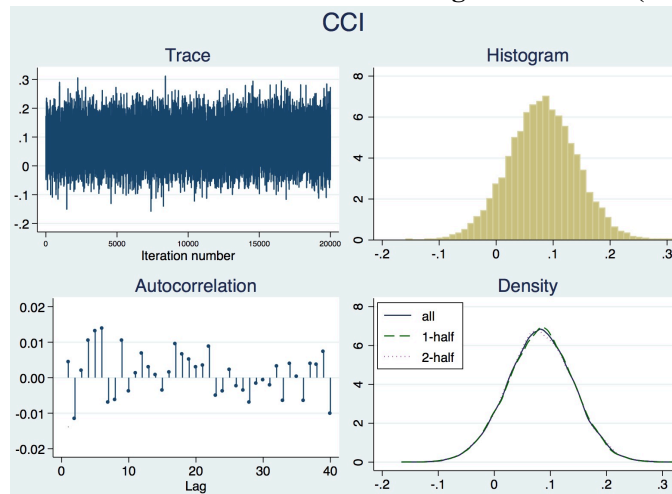 CCI
Trace
.3
.2
.1
0
-.1
-.2
0 5000 10000 15000 20000
Iteration number
Histogram
8
6
4
2
0
-.2 -.1 0 .1 .2 .3
Autocorrelation
0.02
0.01
0.00
-0.01
-0.02
0 10 20 30 40
Lag
Density
all
1-half
2-half
8
6
4
2
0
-.2 -.1 0 .1 .2 .3